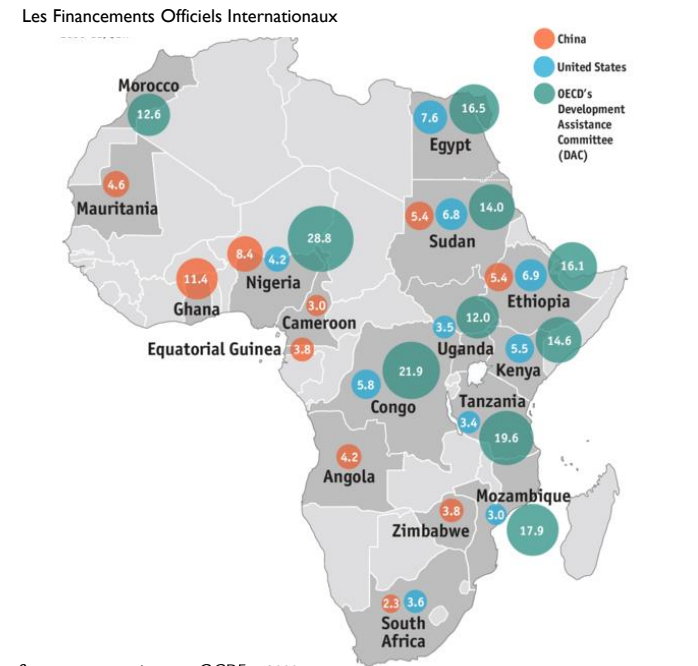 Les Financements Officiels Internationaux
China
United States
OECD's
Development
Assistance
Committee
(DAC)
Morocco
12.6
7.6
16.5
Egypt
4.6
Mauritania
5.4
6.8
14.0
Sudan
28.8
8.4
4.2
Nigeria
11.4
Ghana
5.4
6.9
16.1
Ethiopia
3.0
Cameroon
3.5
12.0
Uganda
5.5
14.6
Kenya
Equatorial Guinea
3.8
5.8
21.9
Congo
Tanzania
3.4
19.6
4.2
Angola
Mozambique
3.0
17.9
3.8
Zimbabwe
2.3
3.6
South
Africa